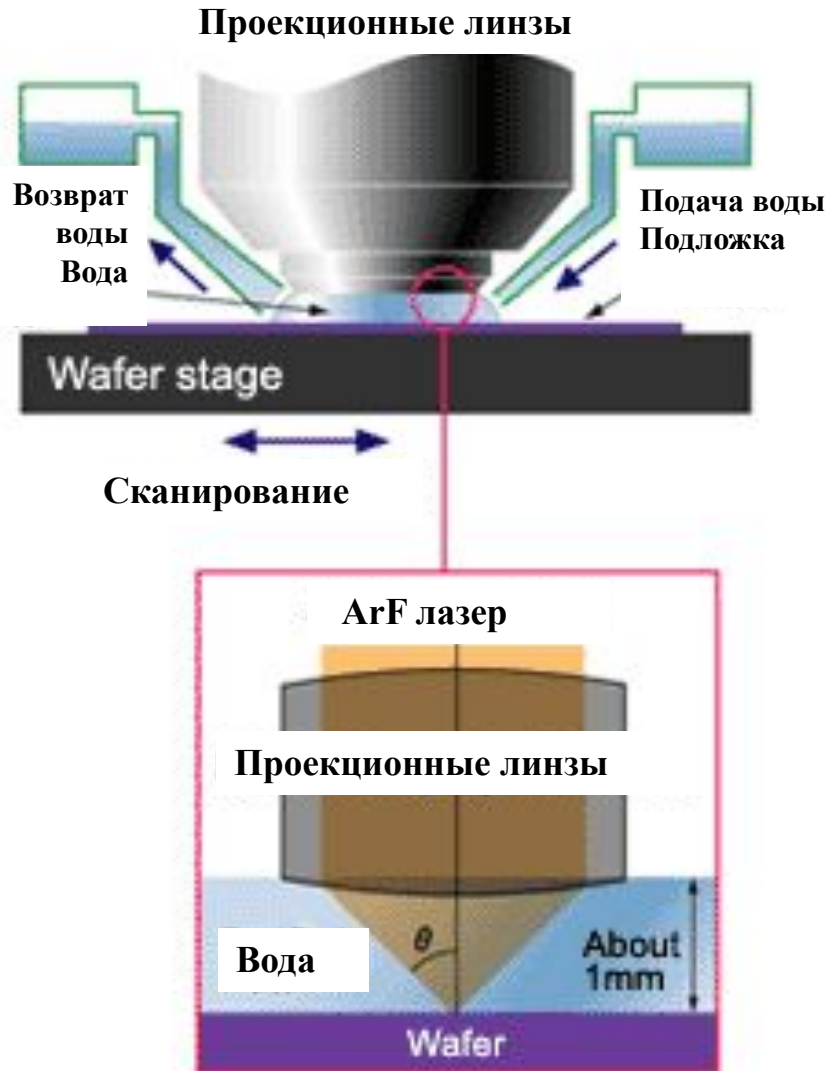 Проекционные линзы
Возврат
воды
Вода
Подача воды
Подложка
Wafer stage
Сканирование
ArF лазер
Проекционные линзы
θ
Вода
About
1mm
Wafer